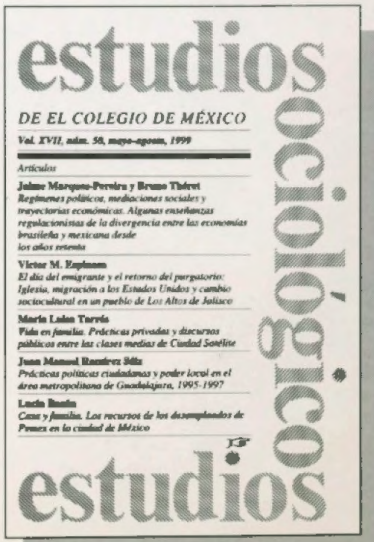 estudios
sociológicos
DE EL COLEGIO DE MÉXICO
Vol. XVII, núm. 50, mayo-agosto, 1999
Artículos
Jaime Marques-Pereira y Bruno Théret
Regímenes políticos, mediaciones sociales y
trayectorias económicas. Algunas enseñanzas
regulacionistas de la divergencia entre las economías
brasileña y mexicana desde
los años setenta
Víctor M. Espinosa
El día del emigrante y el retorno del purgatorio:
Iglesia, migración a los Estados Unidos y cambio
sociocultural en un pueblo de Los Altos de Jalisco
María Luisa Tarrés
Vida en familia. Prácticas privadas y discursos
públicos entre las clases medias de Ciudad Satélite
Juan Manuel Ramírez Sáiz
Prácticas políticas ciudadanas y poder local en el
área metropolitana de Guadalajara, 1995-1997
Lucía Bazán
Casa y familia. Los recursos de los desempleados de
Pemex en la ciudad de México
estudios